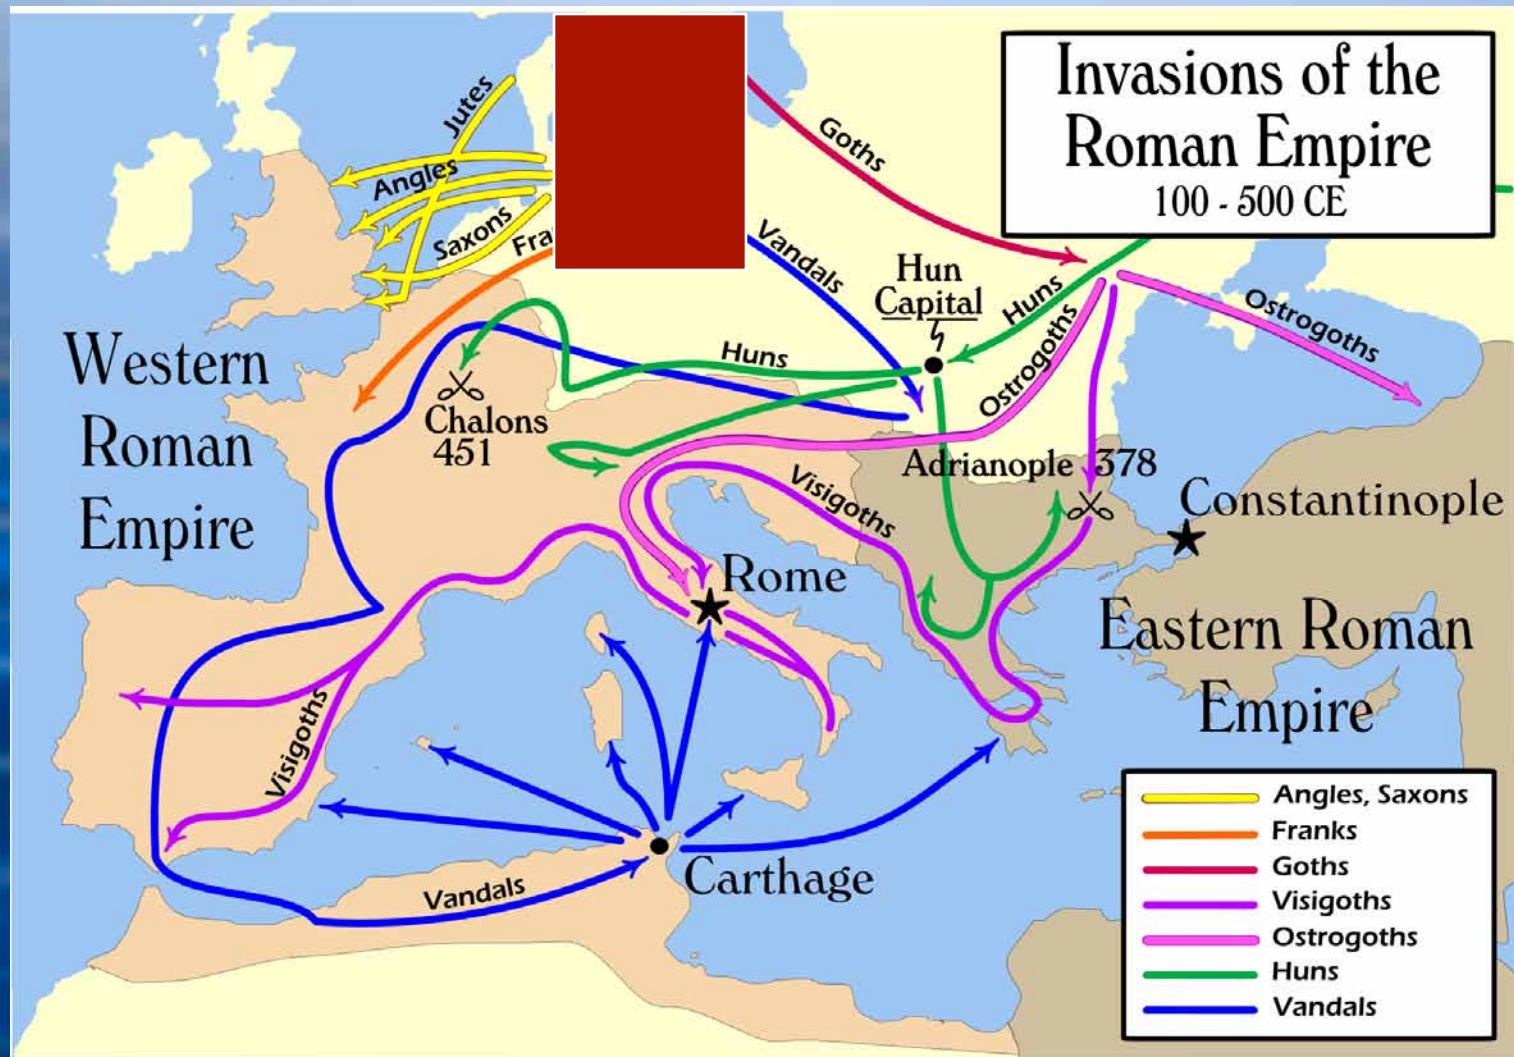 Invasions of the
Roman Empire
100 - 500 CE
Jutes
Angles
Saxons
Goths
Vandals
Hun
Capital
Huns
Ostrogoths
Ostrogoths
Western
Roman
Empire
Huns
Chalons
451
Adrianople 378
Visigoths
Constantinople
Rome
Eastern Roman
Empire
Visigoths
Vandals
Carthage
Angles, Saxons
Franks
Goths
Visigoths
Ostrogoths
Huns
Vandals